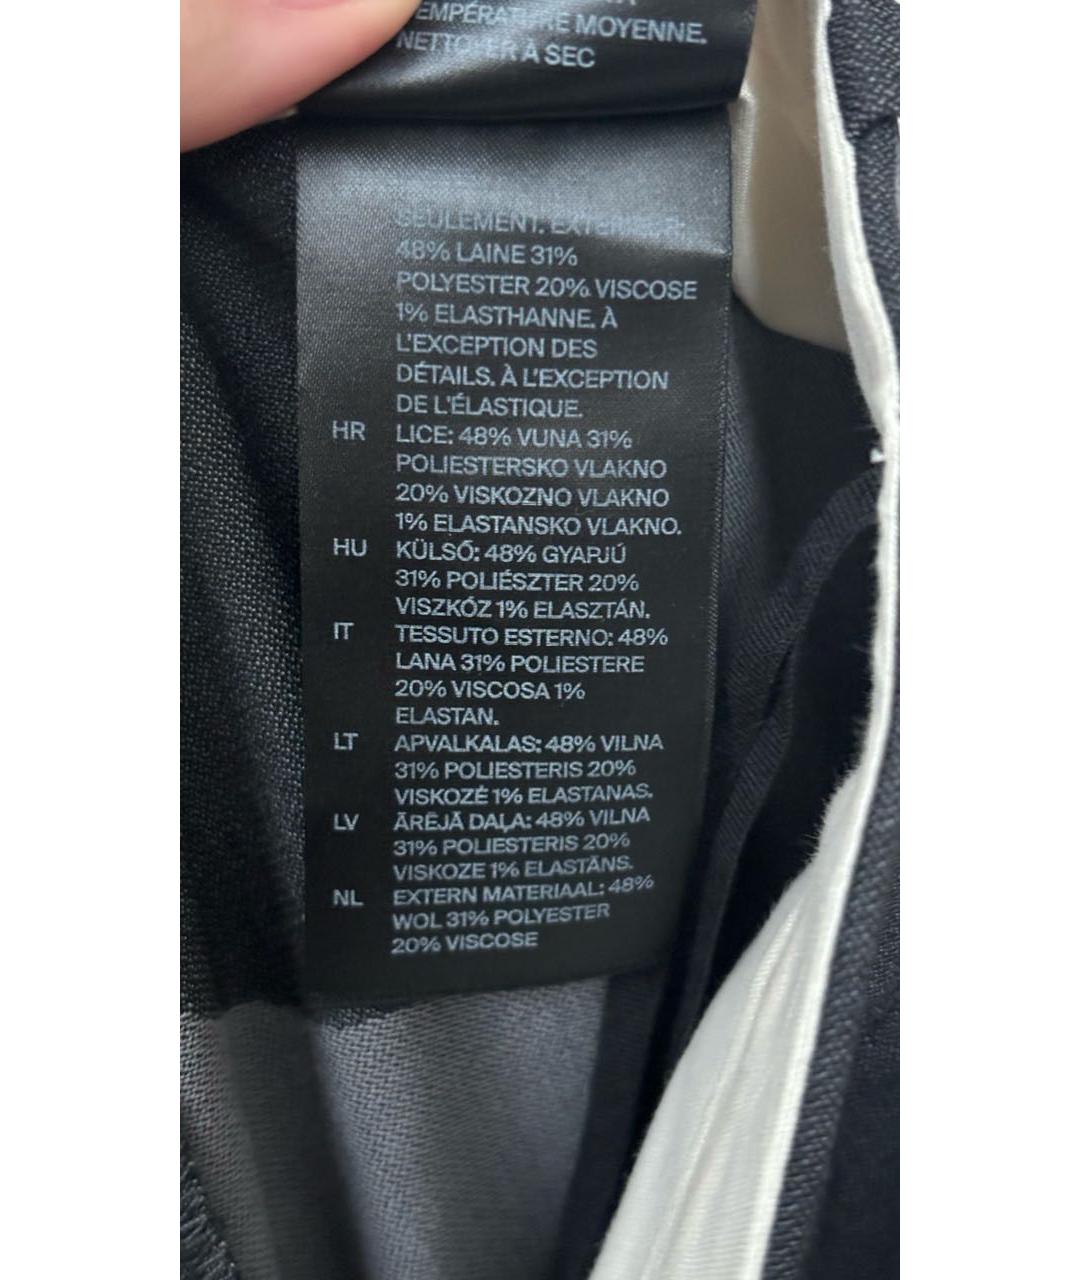 TEMPÉRATURE MOYENNE.
NETTOYER À SEC
SEULEMENT. EXTÉRIEUR:
48% LAINE 31%
POLYESTER 20% VISCOSE
1% ELASTHANNE. À
L'EXCEPTION DES
DÉTAILS. À L'EXCEPTION
DE L'ÉLASTIQUE.
HR LICE: 48% VUNA 31%
POLIESTERSKO VLAKNO
20% VISKOZNO VLAKNO
1% ELASTANSKO VLAKNO.
HU KÜLSŐ: 48% GYAPJÚ
31% POLIÉSZTER 20%
VISZKÓZ 1% ELASZTÁN.
IT TESSUTO ESTERNO: 48%
LANA 31% POLIESTERE
20% VISCOSA 1%
ELASTAN.
LT APVALKALAS: 48% VILNA
31% POLIESTERIS 20%
VISKOZĖ 1% ELASTANAS.
LV ĀRĒJĀ DAĻA: 48% VILNA
31% POLIESTERIS 20%
VISKOZE 1% ELASTĀNS.
NL EXTERN MATERIAAL: 48%
WOL 31% POLYESTER
20% VISCOSE